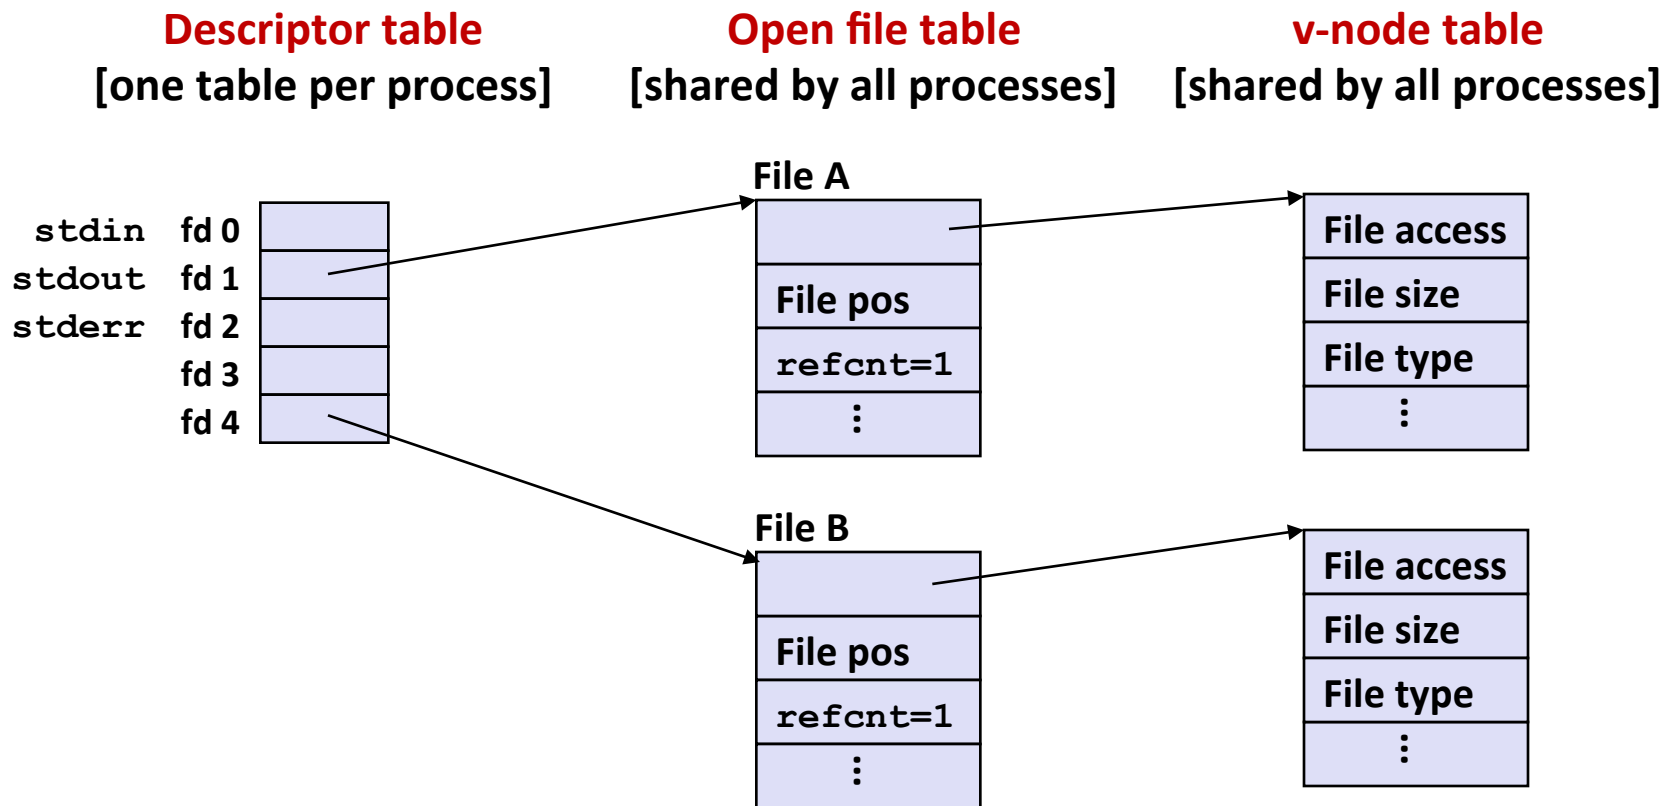 Descriptor table
[one table per process]
Open file table
[shared by all processes]
v-node table
[shared by all processes]
stdin fd 0
stdout fd 1
stderr fd 2
fd 3
fd 4
File A
File pos
refcnt=1
⋮
File access
File size
File type
⋮
File B
File pos
refcnt=1
⋮
File access
File size
File type
⋮